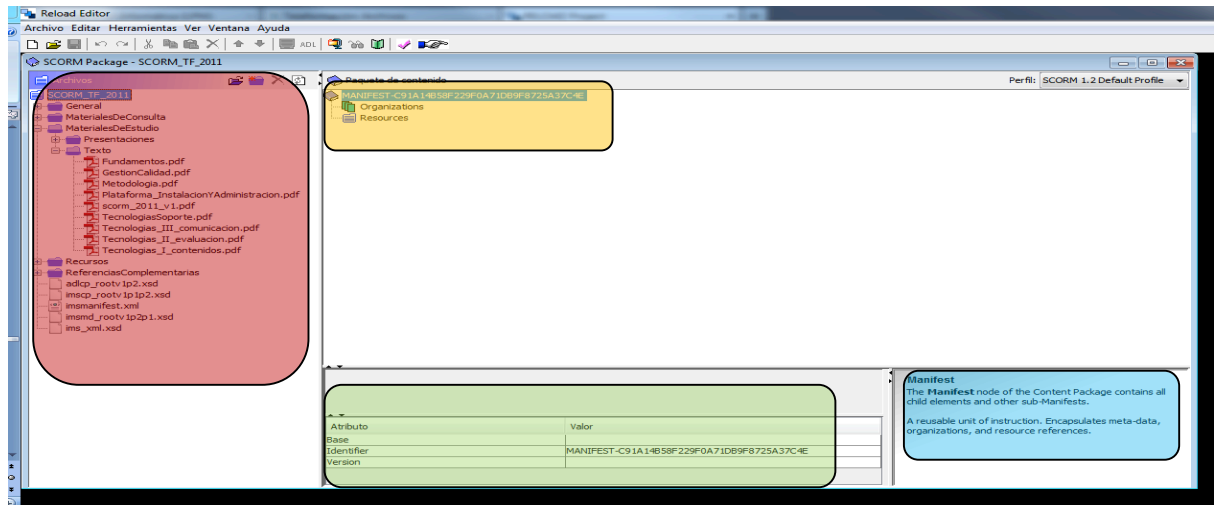 Reload Editor
Archivo Editar Herramientas Ver Ventana Ayuda
ADL
SCORM Package - SCORM_TF_2011
Archivos
SCORM_TF_2011
General
MaterialesDeConsulta
MaterialesDeEstudio
Presentaciones
Texto
Fundamentos.pdf
GestionCalidad.pdf
Metodologia.pdf
Plataforma_InstalacionYAdministracion.pdf
scorm_2011_v1.pdf
TecnologiasSoporte.pdf
Tecnologias_III_comunicacion.pdf
Tecnologias_II_evaluacion.pdf
Tecnologias_I_contenidos.pdf
Recursos
ReferenciasComplementarias
adlcp_rootv1p2.xsd
imscp_rootv1p1p2.xsd
imsmanifest.xml
imsmd_rootv1p2p1.xsd
ims_xml.xsd
Paquete de contenido
Perfil: SCORM 1.2 Default Profile
MANIFEST-C91A14B58F229F0A71DB9F8725A37C4E
Organizations
Resources
Atributo Valor
Base
Identifier MANIFEST-C91A14B58F229F0A71DB9F8725A37C4E
Version
Manifest
The Manifest node of the Content Package contains all
child elements and other sub-Manifests.
A reusable unit of instruction. Encapsulates meta-data,
organizations, and resource references.